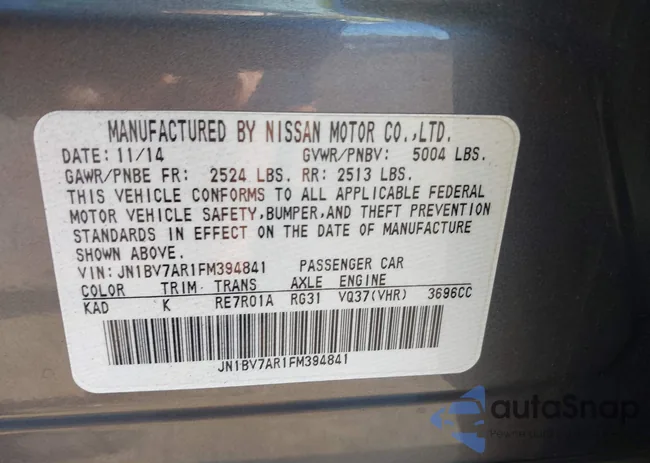 MANUFACTURED BY NISSAN MOTOR CO.,LTD.
DATE: 11/14 GVWR/PNBV: 5004 LBS.
GAWR/PNBE FR: 2524 LBS. RR: 2513 LBS.
THIS VEHICLE CONFORMS TO ALL APPLICABLE FEDERAL
MOTOR VEHICLE SAFETY,BUMPER,AND THEFT PREVENTION
STANDARDS IN EFFECT ON THE DATE OF MANUFACTURE
SHOWN ABOVE.
VIN: JN1BV7AR1FM394841 PASSENGER CAR
COLOR TRIM TRANS AXLE ENGINE
KAD K RE7R01A RG31 VQ37(VHR) 3696CC
JN1BV7AR1FM394841
autoSnap